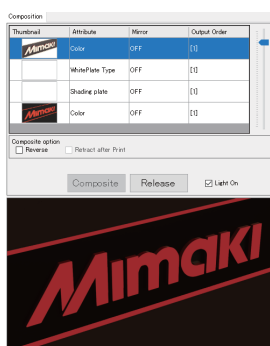 Composition
Thumbnail Attribute Mirror Output Order
Mimaki Color OFF [1]
WhitePlate Type OFF [1]
Shading plate OFF [1]
Mimaki Color OFF [1]
Composite option
Reverse Retract after Print
Composite Release Light On
Mimaki